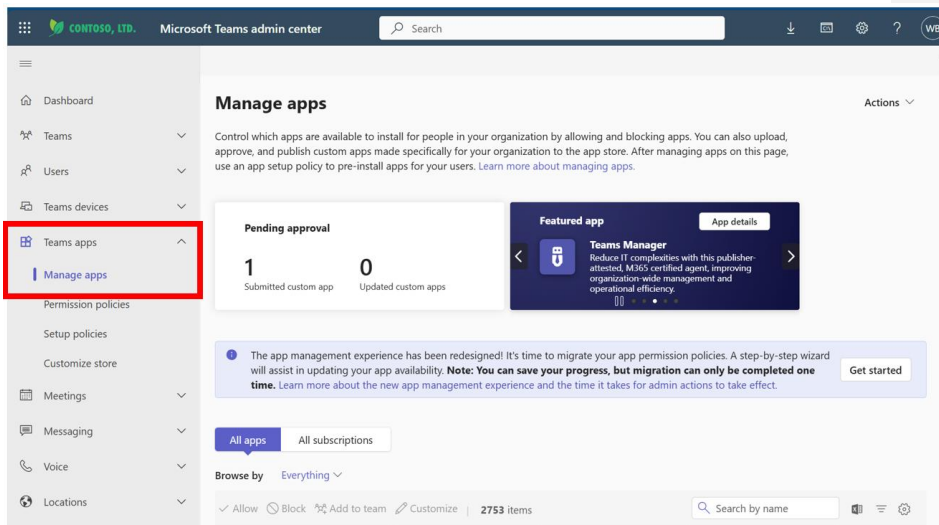 CONTOSO, LTD. Microsoft Teams admin center Search ? WB
Dashboard
Teams
Users
Teams devices
Teams apps
Manage apps
Permission policies
Setup policies
Customize store
Meetings
Messaging
Voice
Locations
Manage apps
Actions
Control which apps are available to install for people in your organization by allowing and blocking apps. You can also upload,
approve, and publish custom apps made specifically for your organization to the app store. After managing apps on this page,
use an app setup policy to pre-install apps for your users. Learn more about managing apps.
Pending approval
1 0
Submitted custom app Updated custom apps
Featured app App details
Teams Manager
Reduce IT complexities with this publisher-
attested, M365 certified agent, improving
organization-wide management and
operational efficiency.
The app management experience has been redesigned! It's time to migrate your app permission policies. A step-by-step wizard
will assist in updating your app availability. Note: You can save your progress, but migration can only be completed one
time. Learn more about the new app management experience and the time it takes for admin actions to take effect.
Get started
All apps All subscriptions
Browse by Everything
Allow Block Add to team Customize | 2753 items Search by name